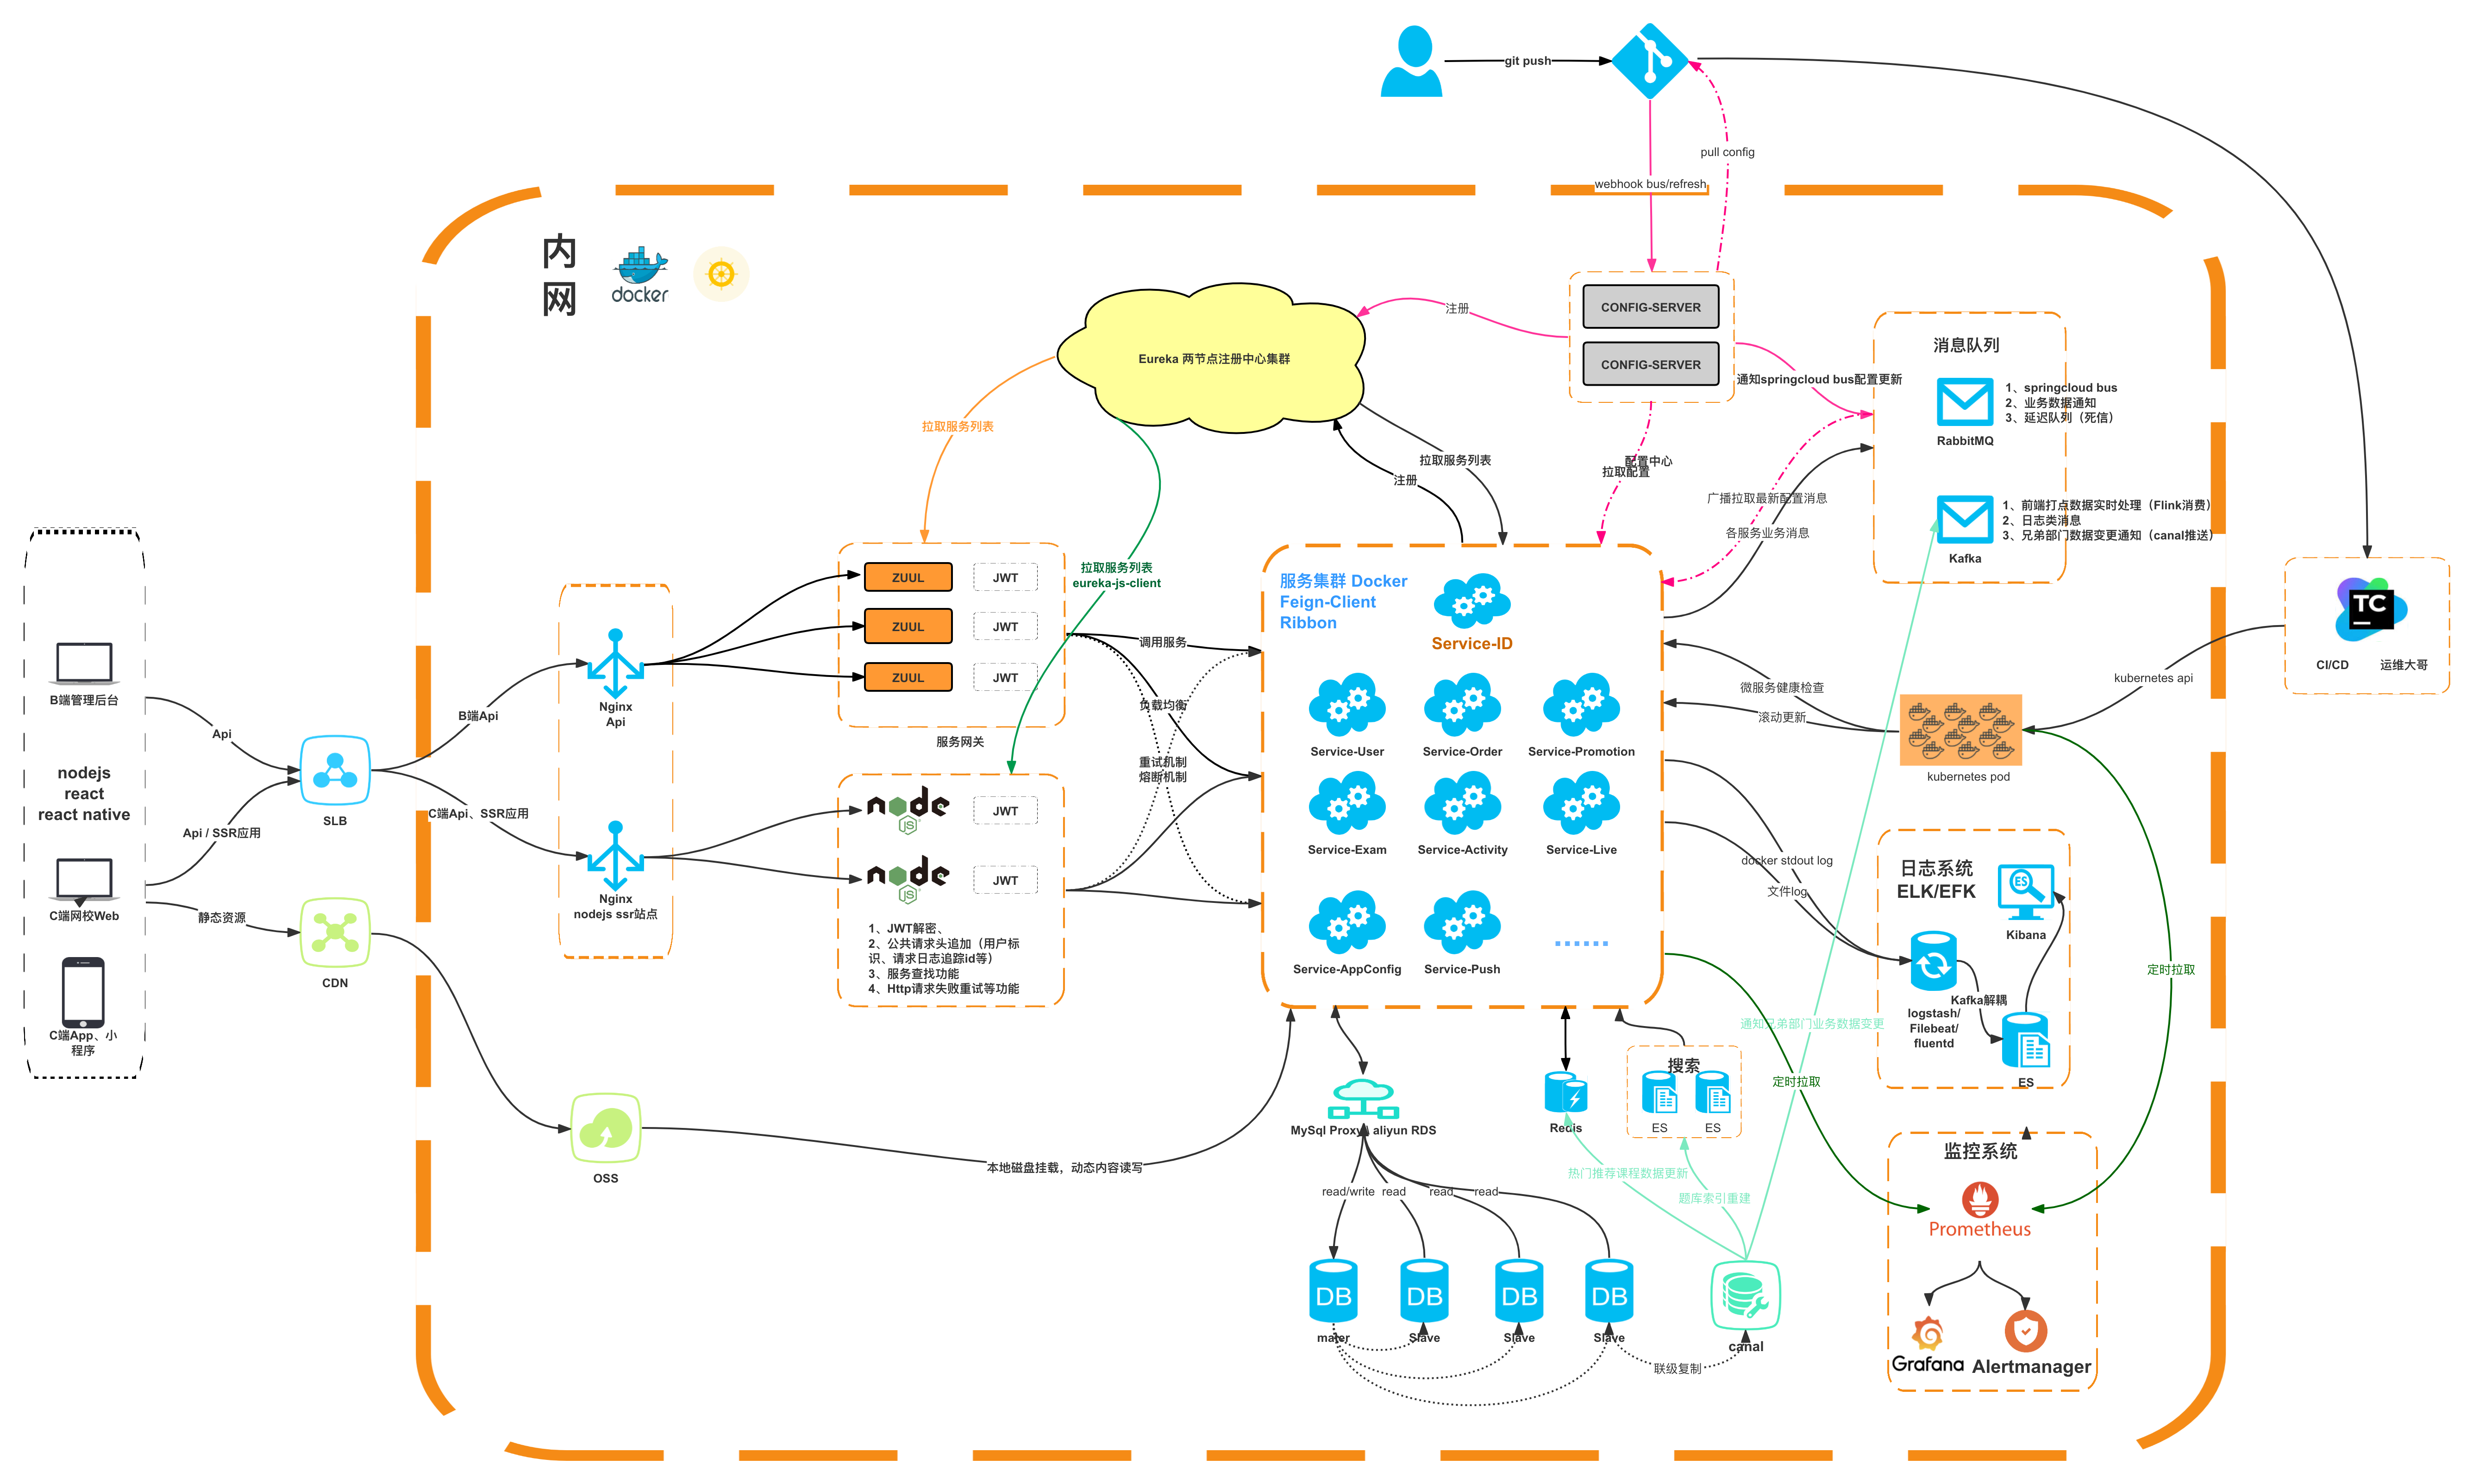 git push
pull config
webhook bus/refresh
内
网
docker
CONFIG-SERVER
CONFIG-SERVER
注册
Eureka 两节点注册中心集群
通知springcloud bus配置更新
消息队列
1、springcloud bus
2、业务数据通知
3、延迟队列（死信）
RabbitMQ
1、前端打点数据实时处理（Flink消费）
2、日志类消息
3、兄弟部门数据变更通知（canal推送）
Kafka
拉取服务列表
拉取服务列表
注册
配置中心
拉取配置
广播拉取最新配置消息
各服务业务消息
拉取服务列表
eureka-js-client
ZUUL
JWT
ZUUL
JWT
ZUUL
JWT
服务网关
调用服务
负载均衡
重试机制
熔断机制
服务集群 Docker
Feign-Client
Ribbon
Service-ID
Service-User
Service-Order
Service-Promotion
Service-Exam
Service-Activity
Service-Live
Service-AppConfig
Service-Push
......
TC
CI/CD
运维大哥
kubernetes api
微服务健康检查
滚动更新
kubernetes pod
B端管理后台
nodejs
react
react native
C端网校Web
C端App、小
程序
Api
Api / SSR应用
静态资源
SLB
CDN
B端Api
C端Api、SSR应用
Nginx
Api
Nginx
nodejs ssr站点
node
JS
JWT
node
JS
JWT
1、JWT解密、
2、公共请求头追加（用户标
识、请求日志追踪id等）
3、服务查找功能
4、Http请求失败重试等功能
docker stdout log
文件log
日志系统
ELK/EFK
ES
Kibana
Kafka解耦
logstash/
Filebeat/
fluentd
ES
定时拉取
通知兄弟部门业务数据变更
定时拉取
OSS
本地磁盘挂载，动态内容读写
MySql Proxy / aliyun RDS
Redis
搜索
ES
ES
热门推荐课程数据更新
题库索引重建
read/write
read
read
read
DB
DB
DB
DB
Slave
Slave
Slave
联级复制
canal
监控系统
Prometheus
Grafana
Alertmanager